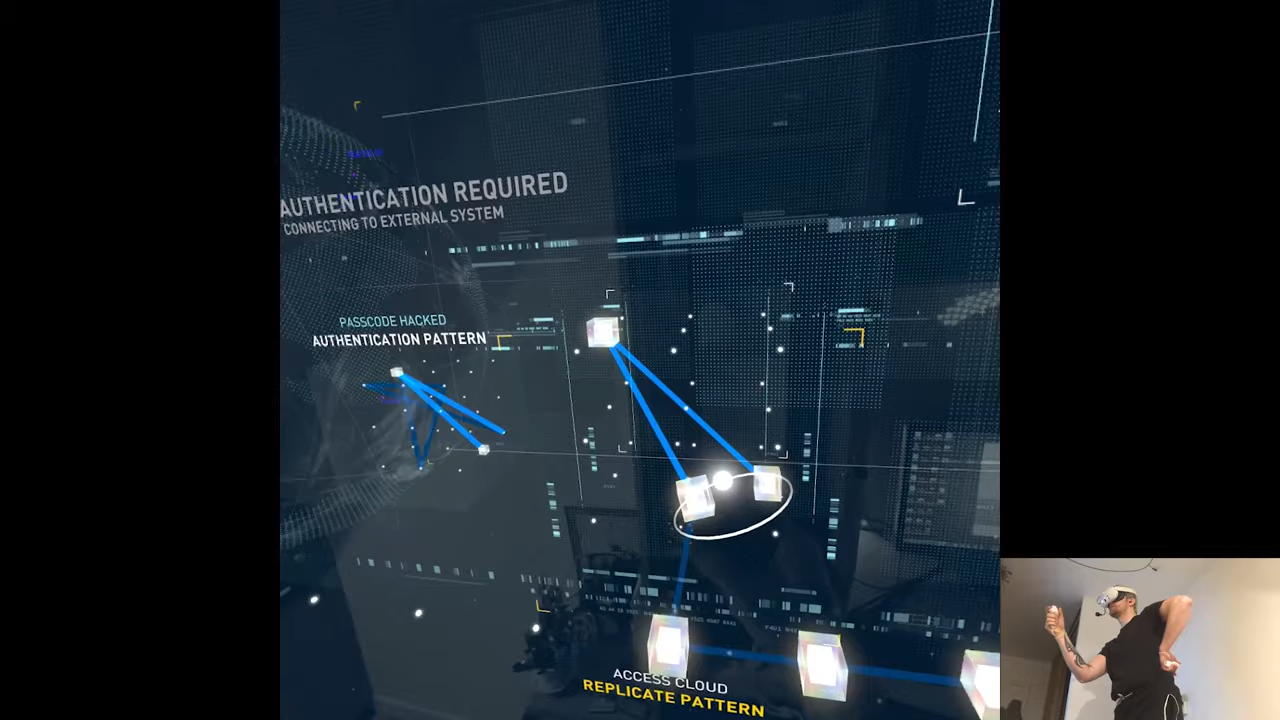 AUTHENTICATION REQUIRED
CONNECTING TO EXTERNAL SYSTEM
PASSCODE HACKED
AUTHENTICATION PATTERN
ACCESS CLOUD
REPLICATE PATTERN